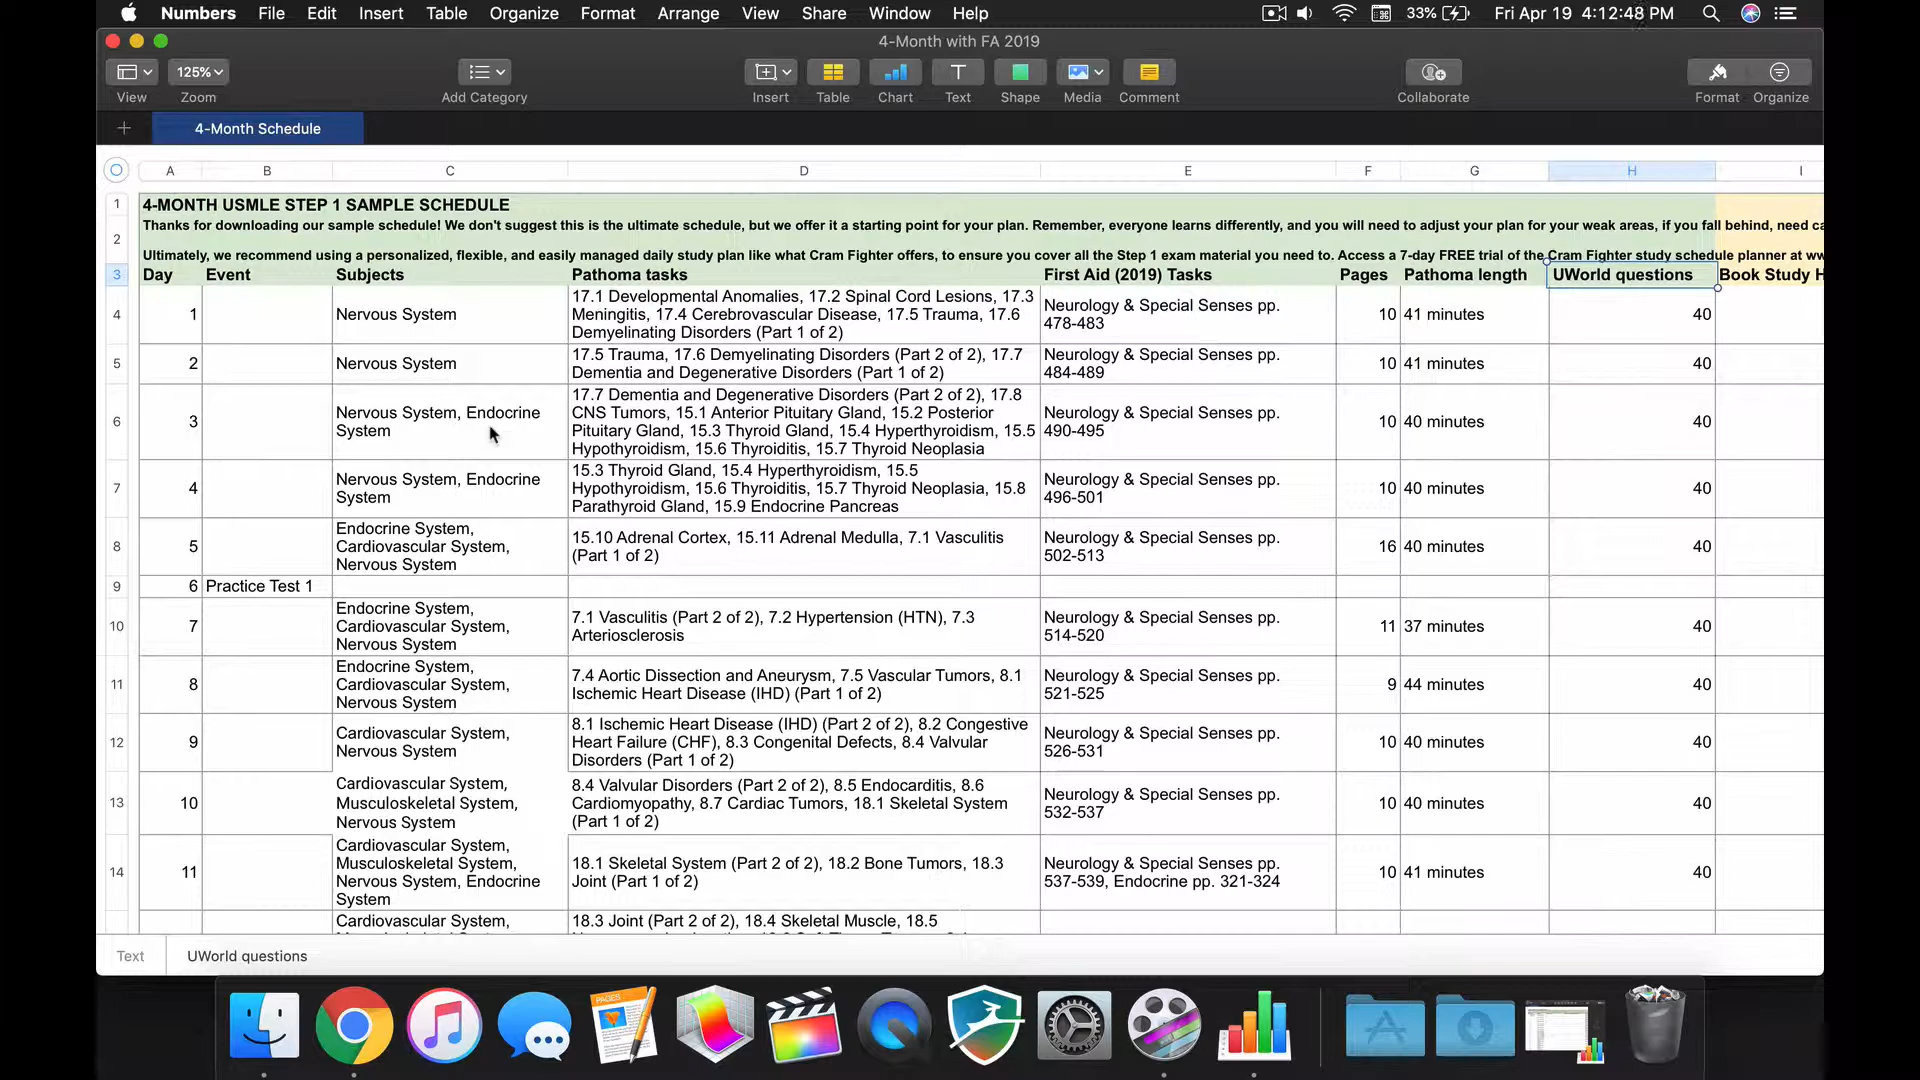 Numbers File Edit Insert Table Organize Format Arrange View Share Window Help 33% Fri Apr 19 4:12:48 PM
4-Month with FA 2019
125%
View Zoom Add Category Insert Table Chart Text Shape Media Comment Collaborate Format Organize
4-Month Schedule
A B C D E F G H I
1 4-MONTH USMLE STEP 1 SAMPLE SCHEDULE
Thanks for downloading our sample schedule! We don't suggest this is the ultimate schedule, but we offer it a starting point for your plan. Remember, everyone learns differently, and you will need to adjust your plan for your weak areas, if you fall behind, need ca
2
Ultimately, we recommend using a personalized, flexible, and easily managed daily study plan like what Cram Fighter offers, to ensure you cover all the Step 1 exam material you need to. Access a 7-day FREE trial of the Cram Fighter study schedule planner at ww
3 Day Event Subjects Pathoma tasks First Aid (2019) Tasks Pages Pathoma length UWorld questions Book Study H
4 1 Nervous System
17.1 Developmental Anomalies, 17.2 Spinal Cord Lesions, 17.3
Meningitis, 17.4 Cerebrovascular Disease, 17.5 Trauma, 17.6
Demyelinating Disorders (Part 1 of 2)
Neurology & Special Senses pp.
478-483
10 41 minutes 40
5 2 Nervous System
17.5 Trauma, 17.6 Demyelinating Disorders (Part 2 of 2), 17.7
Dementia and Degenerative Disorders (Part 1 of 2)
Neurology & Special Senses pp.
484-489
10 41 minutes 40
6 3
Nervous System, Endocrine
System
17.7 Dementia and Degenerative Disorders (Part 2 of 2), 17.8
CNS Tumors, 15.1 Anterior Pituitary Gland, 15.2 Posterior
Pituitary Gland, 15.3 Thyroid Gland, 15.4 Hyperthyroidism, 15.5
Hypothyroidism, 15.6 Thyroiditis, 15.7 Thyroid Neoplasia
Neurology & Special Senses pp.
490-495
10 40 minutes 40
7 4
Nervous System, Endocrine
System
15.3 Thyroid Gland, 15.4 Hyperthyroidism, 15.5
Hypothyroidism, 15.6 Thyroiditis, 15.7 Thyroid Neoplasia, 15.8
Parathyroid Gland, 15.9 Endocrine Pancreas
Neurology & Special Senses pp.
496-501
10 40 minutes 40
8 5
Endocrine System,
Cardiovascular System,
Nervous System
15.10 Adrenal Cortex, 15.11 Adrenal Medulla, 7.1 Vasculitis
(Part 1 of 2)
Neurology & Special Senses pp.
502-513
16 40 minutes 40
9 6 Practice Test 1
10 7
Endocrine System,
Cardiovascular System,
Nervous System
7.1 Vasculitis (Part 2 of 2), 7.2 Hypertension (HTN), 7.3
Arteriosclerosis
Neurology & Special Senses pp.
514-520
11 37 minutes 40
11 8
Endocrine System,
Cardiovascular System,
Nervous System
7.4 Aortic Dissection and Aneurysm, 7.5 Vascular Tumors, 8.1
Ischemic Heart Disease (IHD) (Part 1 of 2)
Neurology & Special Senses pp.
521-525
9 44 minutes 40
12 9
Cardiovascular System,
Nervous System
8.1 Ischemic Heart Disease (IHD) (Part 2 of 2), 8.2 Congestive
Heart Failure (CHF), 8.3 Congenital Defects, 8.4 Valvular
Disorders (Part 1 of 2)
Neurology & Special Senses pp.
526-531
10 40 minutes 40
13 10
Cardiovascular System,
Musculoskeletal System,
Nervous System
8.4 Valvular Disorders (Part 2 of 2), 8.5 Endocarditis, 8.6
Cardiomyopathy, 8.7 Cardiac Tumors, 18.1 Skeletal System
(Part 1 of 2)
Neurology & Special Senses pp.
532-537
10 40 minutes 40
14 11
Cardiovascular System,
Musculoskeletal System,
Nervous System, Endocrine
System
18.1 Skeletal System (Part 2 of 2), 18.2 Bone Tumors, 18.3
Joint (Part 1 of 2)
Neurology & Special Senses pp.
537-539, Endocrine pp. 321-324
10 41 minutes 40
Cardiovascular System,
18.3 Joint (Part 2 of 2), 18.4 Skeletal Muscle, 18.5
Text UWorld questions
PAGES